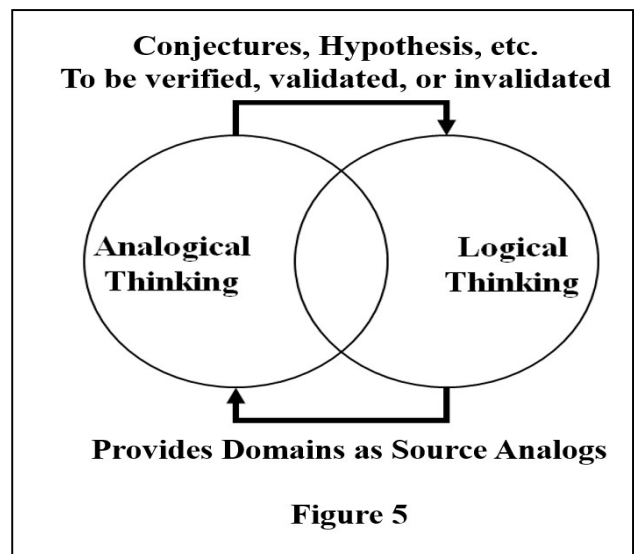 Conjectures, Hypothesis, etc.
To be verified, validated, or invalidated
Analogical
Thinking
Logical
Thinking
Provides Domains as Source Analogs
Figure 5